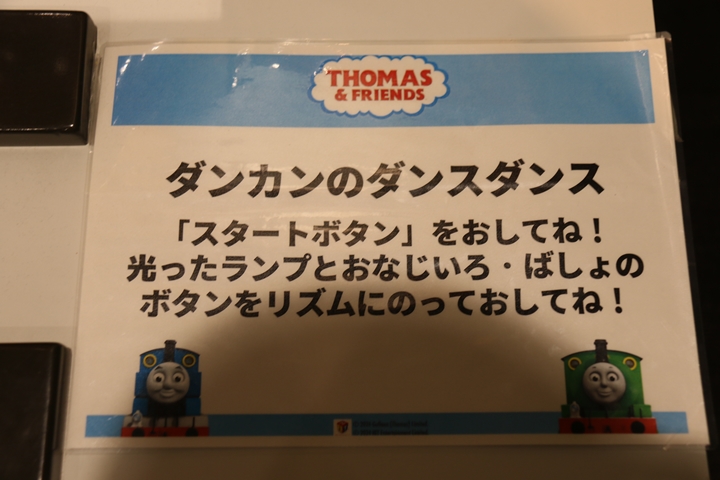 THOMAS
& FRIENDS
ダンカンのダンスダンス
「スタートボタン」をおしてね！
光ったランプとおなじいろ・ばしょの
ボタンをリズムにのっておしてね！